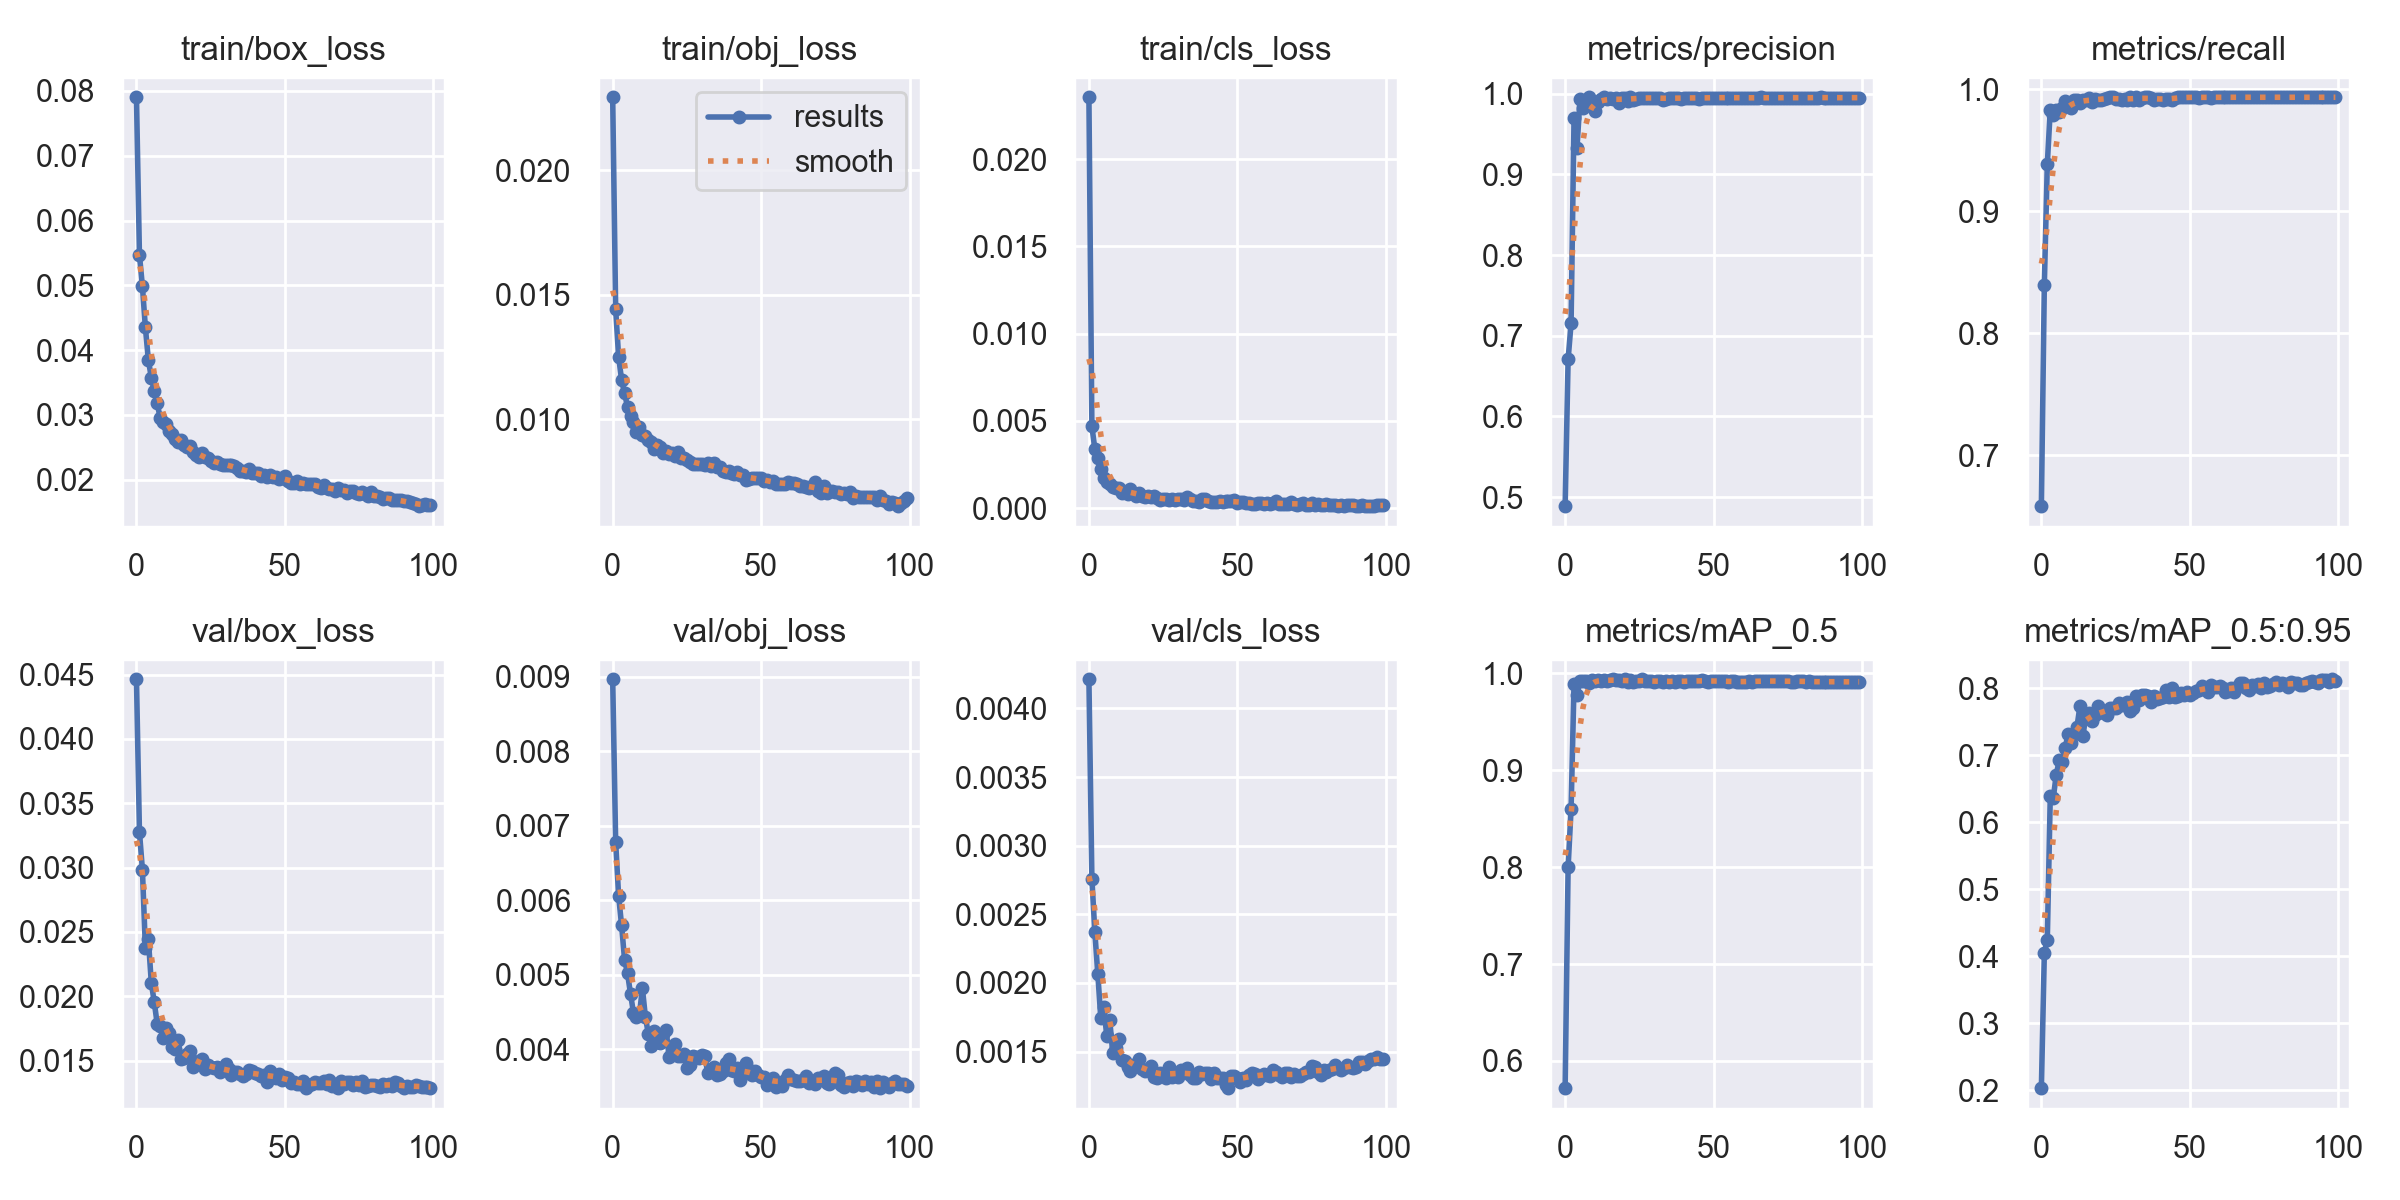 train/box_loss
0.08
0.07
0.06
0.05
0.04
0.03
0.02
0 50 100
train/obj_loss
results
smooth
0.020
0.015
0.010
0 50 100
train/cls_loss
0.020
0.015
0.010
0.005
0.000
0 50 100
metrics/precision
1.0
0.9
0.8
0.7
0.6
0.5
0 50 100
metrics/recall
1.0
0.9
0.8
0.7
0 50 100
val/box_loss
0.045
0.040
0.035
0.030
0.025
0.020
0.015
0 50 100
val/obj_loss
0.009
0.008
0.007
0.006
0.005
0.004
0 50 100
val/cls_loss
0.0040
0.0035
0.0030
0.0025
0.0020
0.0015
0 50 100
metrics/mAP_0.5
1.0
0.9
0.8
0.7
0.6
0 50 100
metrics/mAP_0.5:0.95
0.8
0.7
0.6
0.5
0.4
0.3
0.2
0 50 100